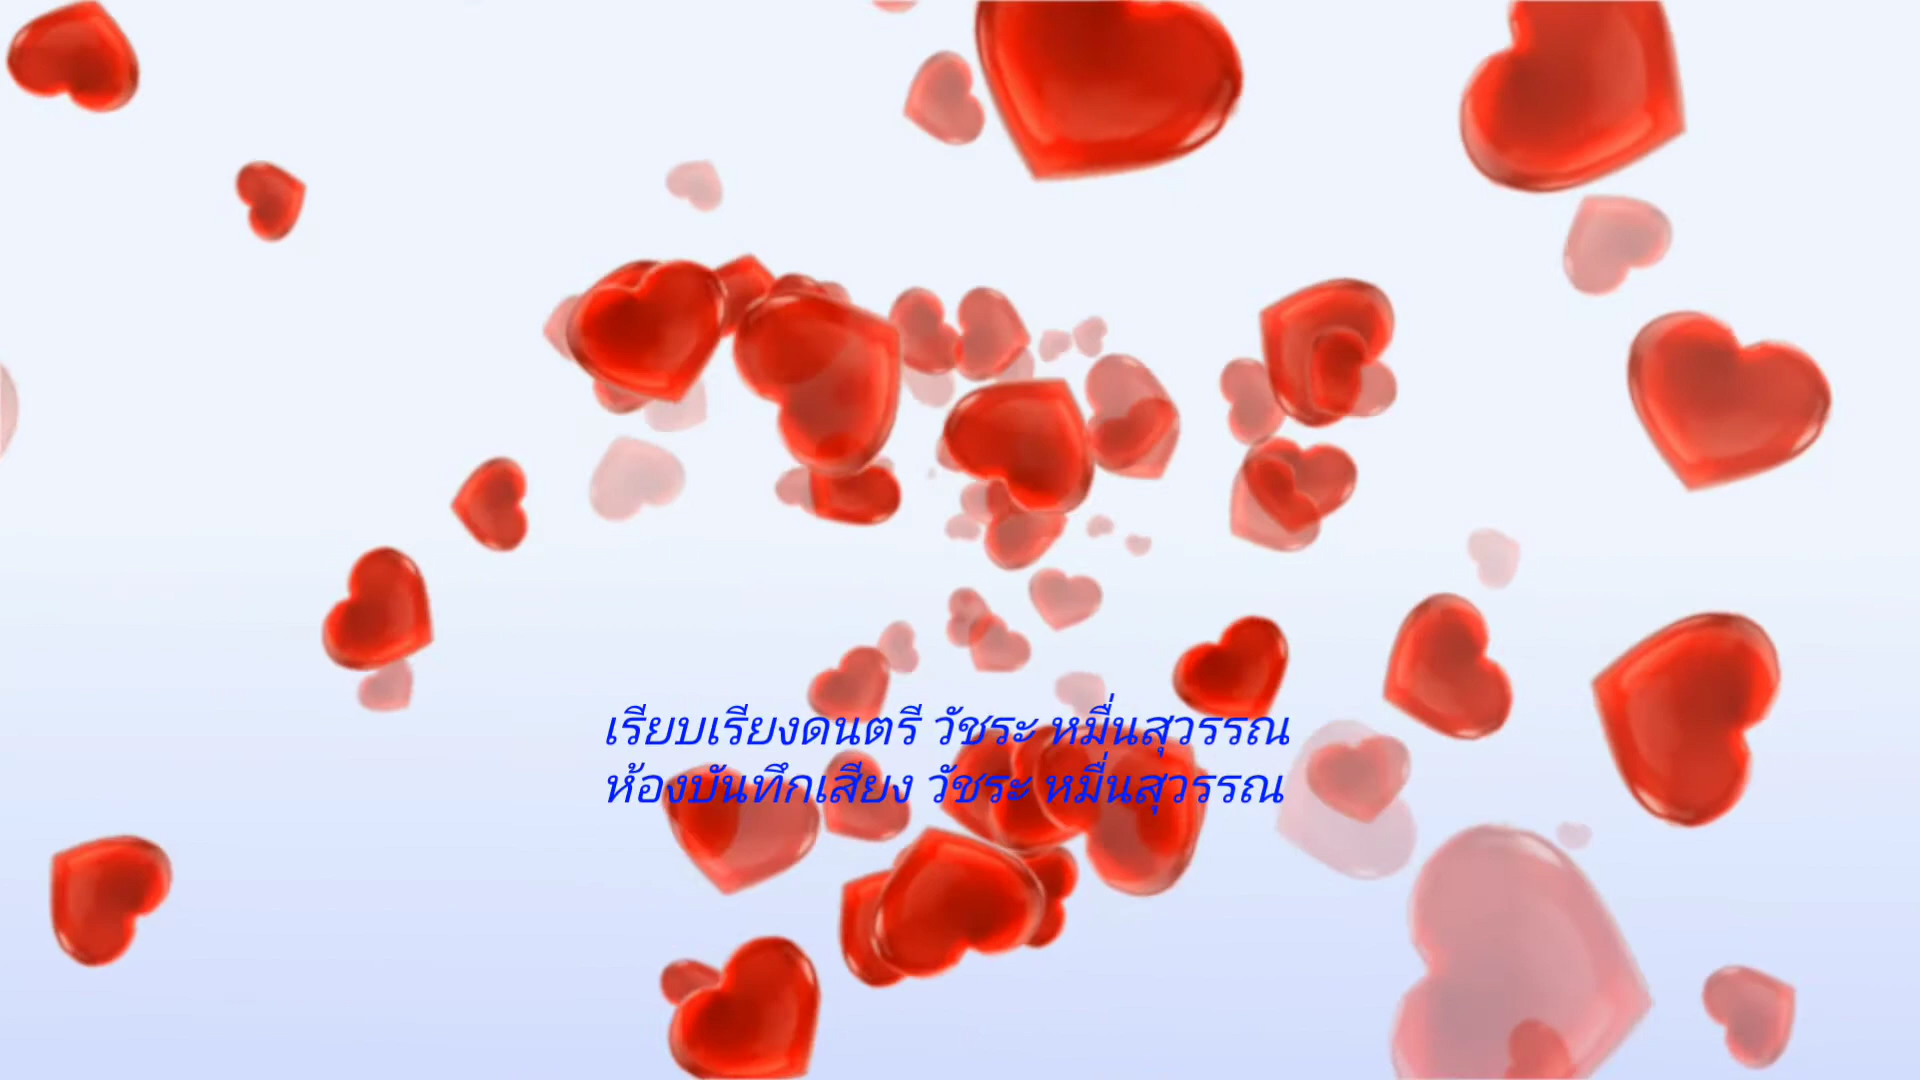 เรียบเรียงดนตรี วัชระ หมื่นสุวรรณ
ห้องบันทึกเสียง วัชระ หมื่นสุวรรณ